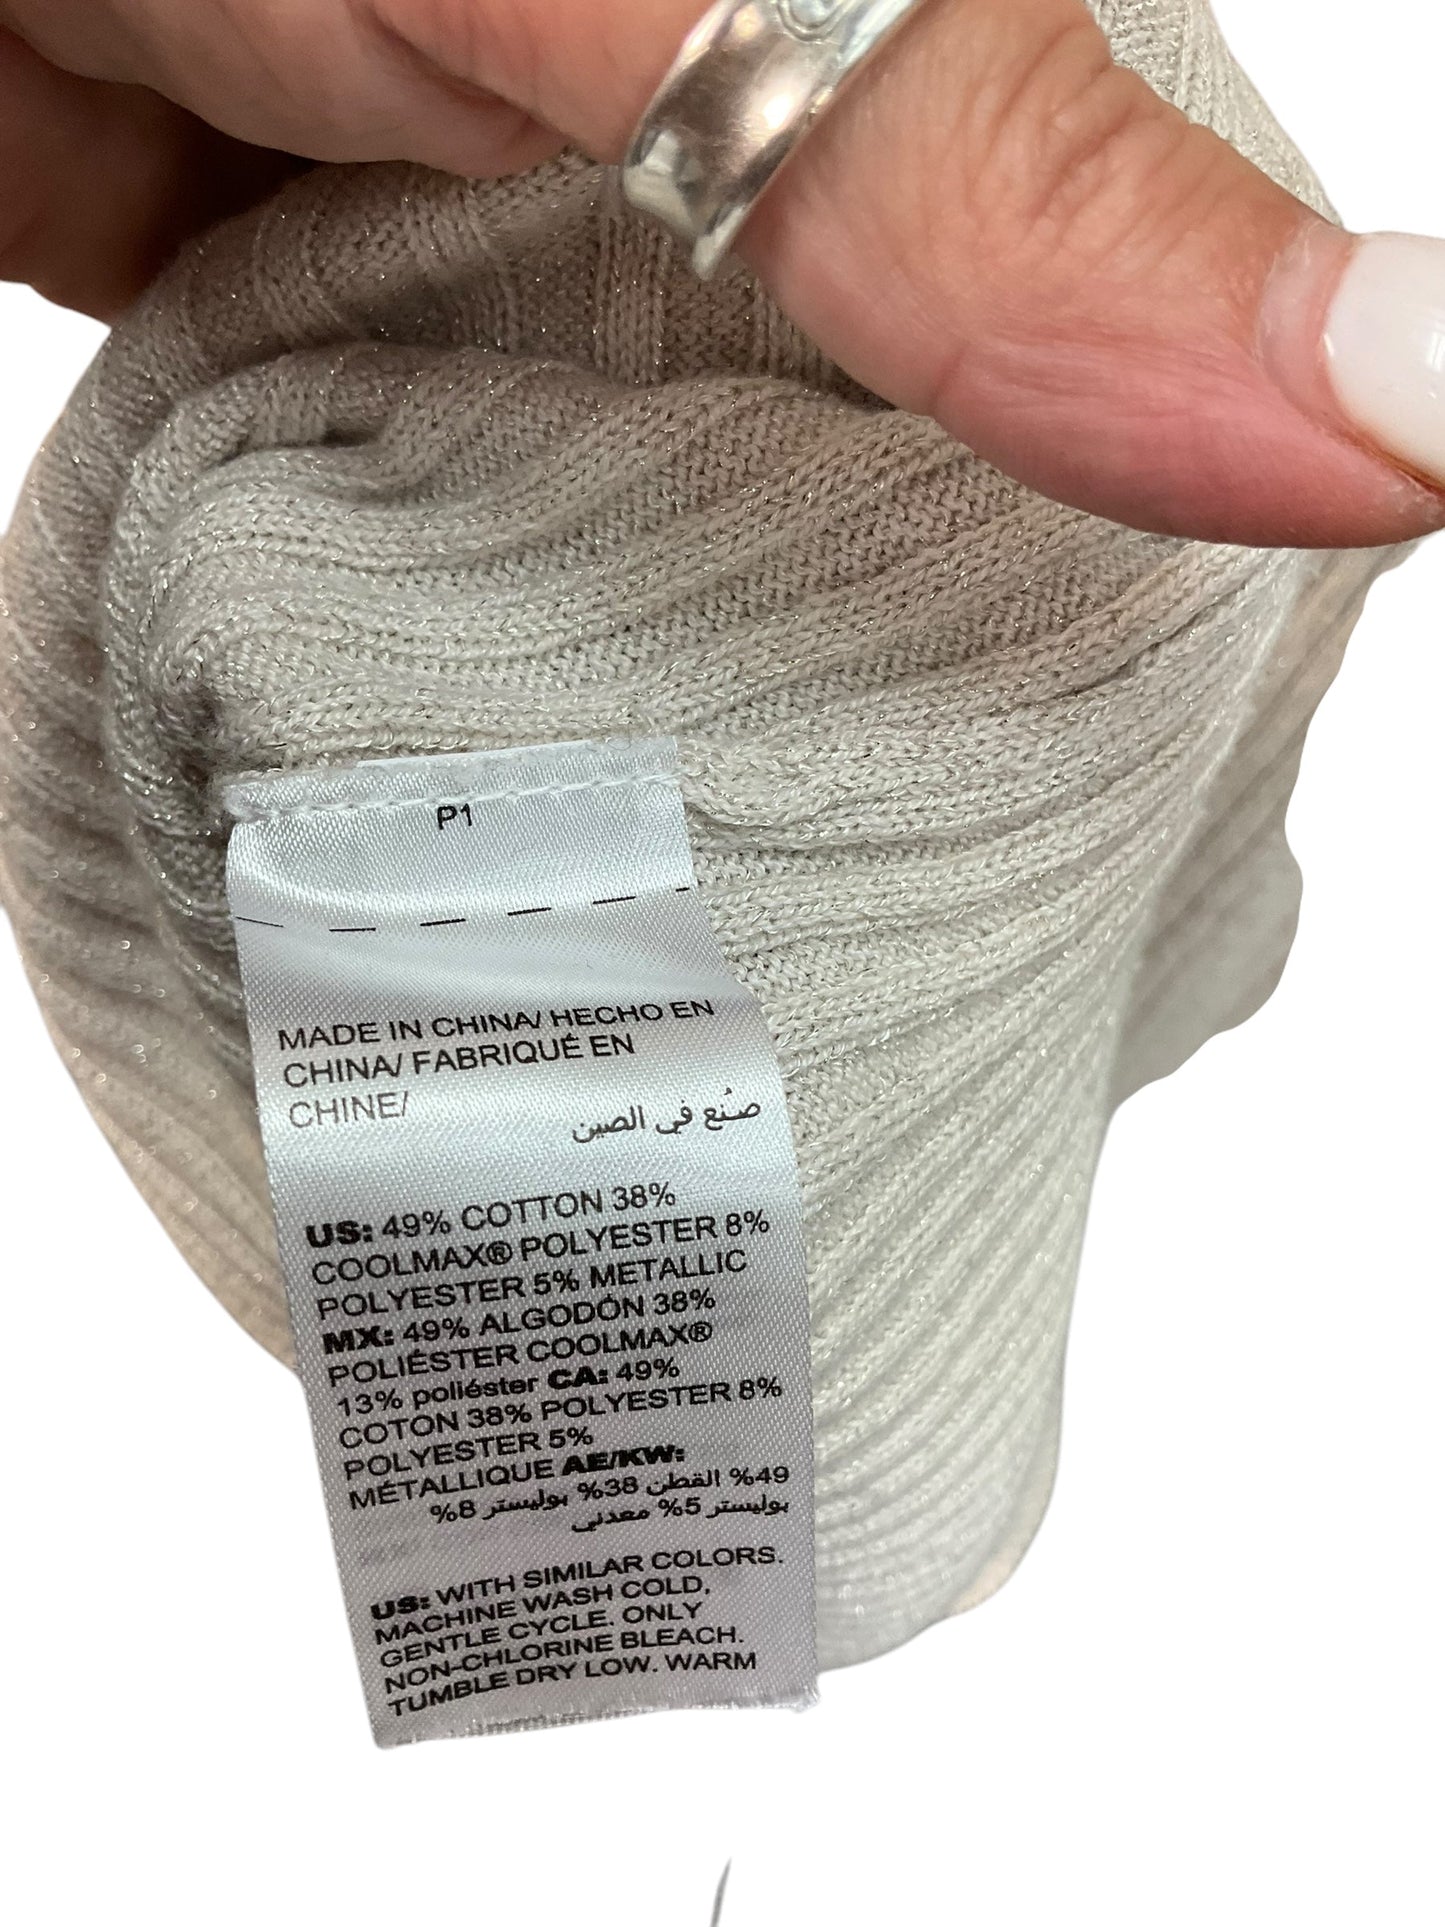 P1
MADE IN CHINA/ HECHO EN
CHINA/ FABRIQUÉ EN
CHINE/
صُنع في الصين
US: 49% COTTON 38%
COOLMAX® POLYESTER 8%
POLYESTER 5% METALLIC
MX: 49% ALGODÓN 38%
POLIÉSTER COOLMAX®
13% poliéster CA: 49%
COTON 38% POLYESTER 8%
POLYESTER 5%
MÉTALLIQUE AE/KW:
49% القطن 38% بوليستر 8%
بوليستر 5% معدني
US: WITH SIMILAR COLORS.
MACHINE WASH COLD,
GENTLE CYCLE. ONLY
NON-CHLORINE BLEACH.
TUMBLE DRY LOW. WARM